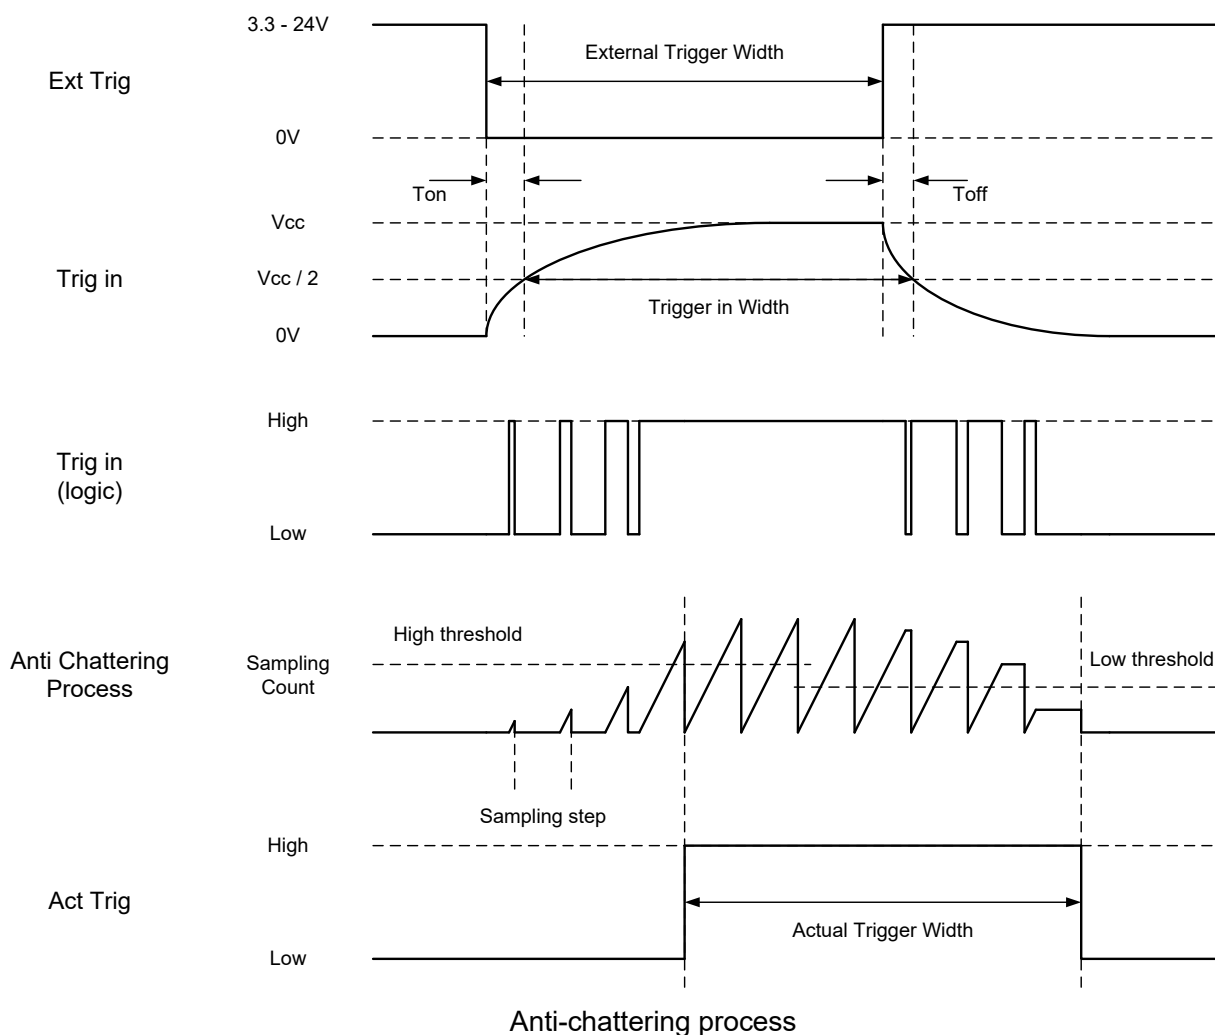 3.3 - 24V
External Trigger Width
Ext Trig
0V
Ton
Toff
Vcc
Trig in
Vcc / 2
Trigger in Width
0V
High
Trig in
(logic)
Low
High threshold
Anti Chattering
Process
Sampling
Count
Low threshold
Sampling step
High
Act Trig
Actual Trigger Width
Low
Anti-chattering process